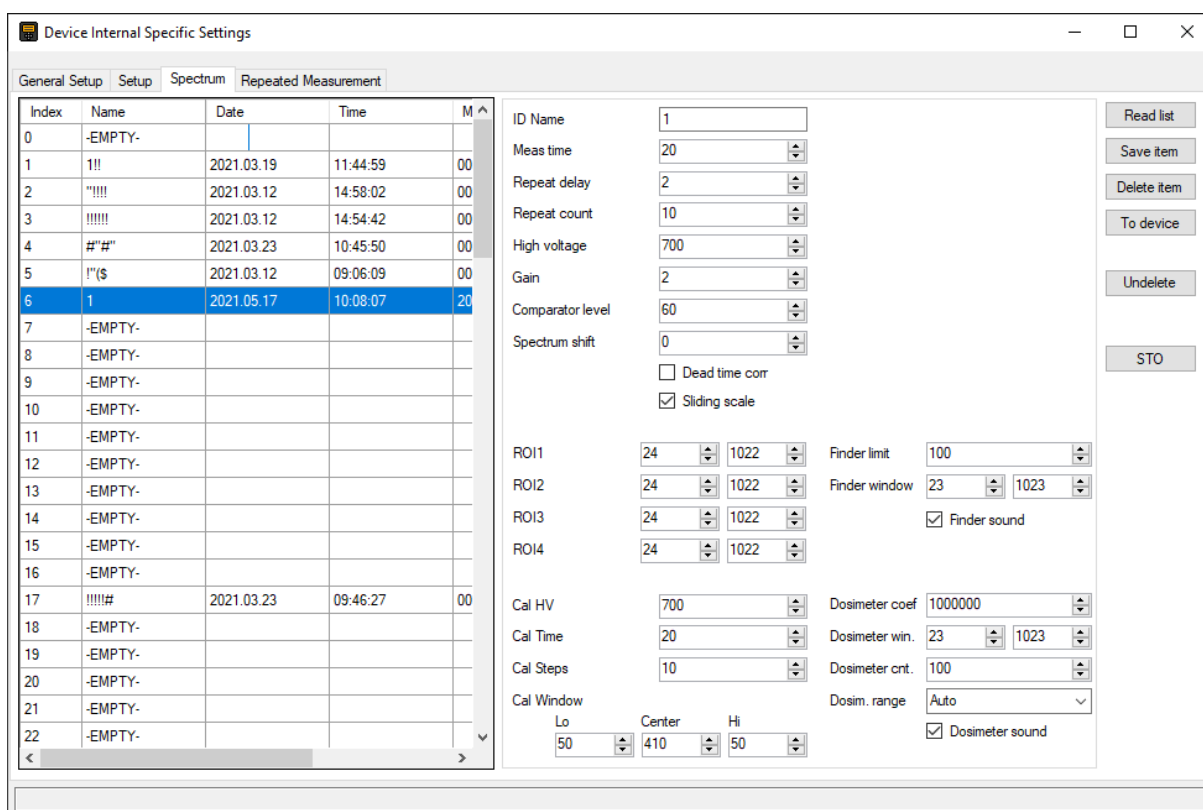 Device Internal Specific Settings
General Setup Setup Spectrum Repeated Measurement
Index Name Date Time M
0 -EMPTY-
1 1!! 2021.03.19 11:44:59 00
2 "!!!! 2021.03.12 14:58:02 00
3 !!!!!! 2021.03.12 14:54:42 00
4 #"#" 2021.03.23 10:45:50 00
5 !"($ 2021.03.12 09:06:09 00
6 1 2021.05.17 10:08:07 20
7 -EMPTY-
8 -EMPTY-
9 -EMPTY-
10 -EMPTY-
11 -EMPTY-
12 -EMPTY-
13 -EMPTY-
14 -EMPTY-
15 -EMPTY-
16 -EMPTY-
17 !!!!!# 2021.03.23 09:46:27 00
18 -EMPTY-
19 -EMPTY-
20 -EMPTY-
21 -EMPTY-
22 -EMPTY-
ID Name 1
Meas time 20
Repeat delay 2
Repeat count 10
High voltage 700
Gain 2
Comparator level 60
Spectrum shift 0
Dead time corr
Sliding scale
ROI1 24 1022
ROI2 24 1022
ROI3 24 1022
ROI4 24 1022
Finder limit 100
Finder window 23 1023
Finder sound
Cal HV 700
Cal Time 20
Cal Steps 10
Cal Window
Lo Center Hi
50 410 50
Dosimeter coef 1000000
Dosimeter win. 23 1023
Dosimeter cnt. 100
Dosim. range Auto
Dosimeter sound
Read list
Save item
Delete item
To device
Undelete
STO